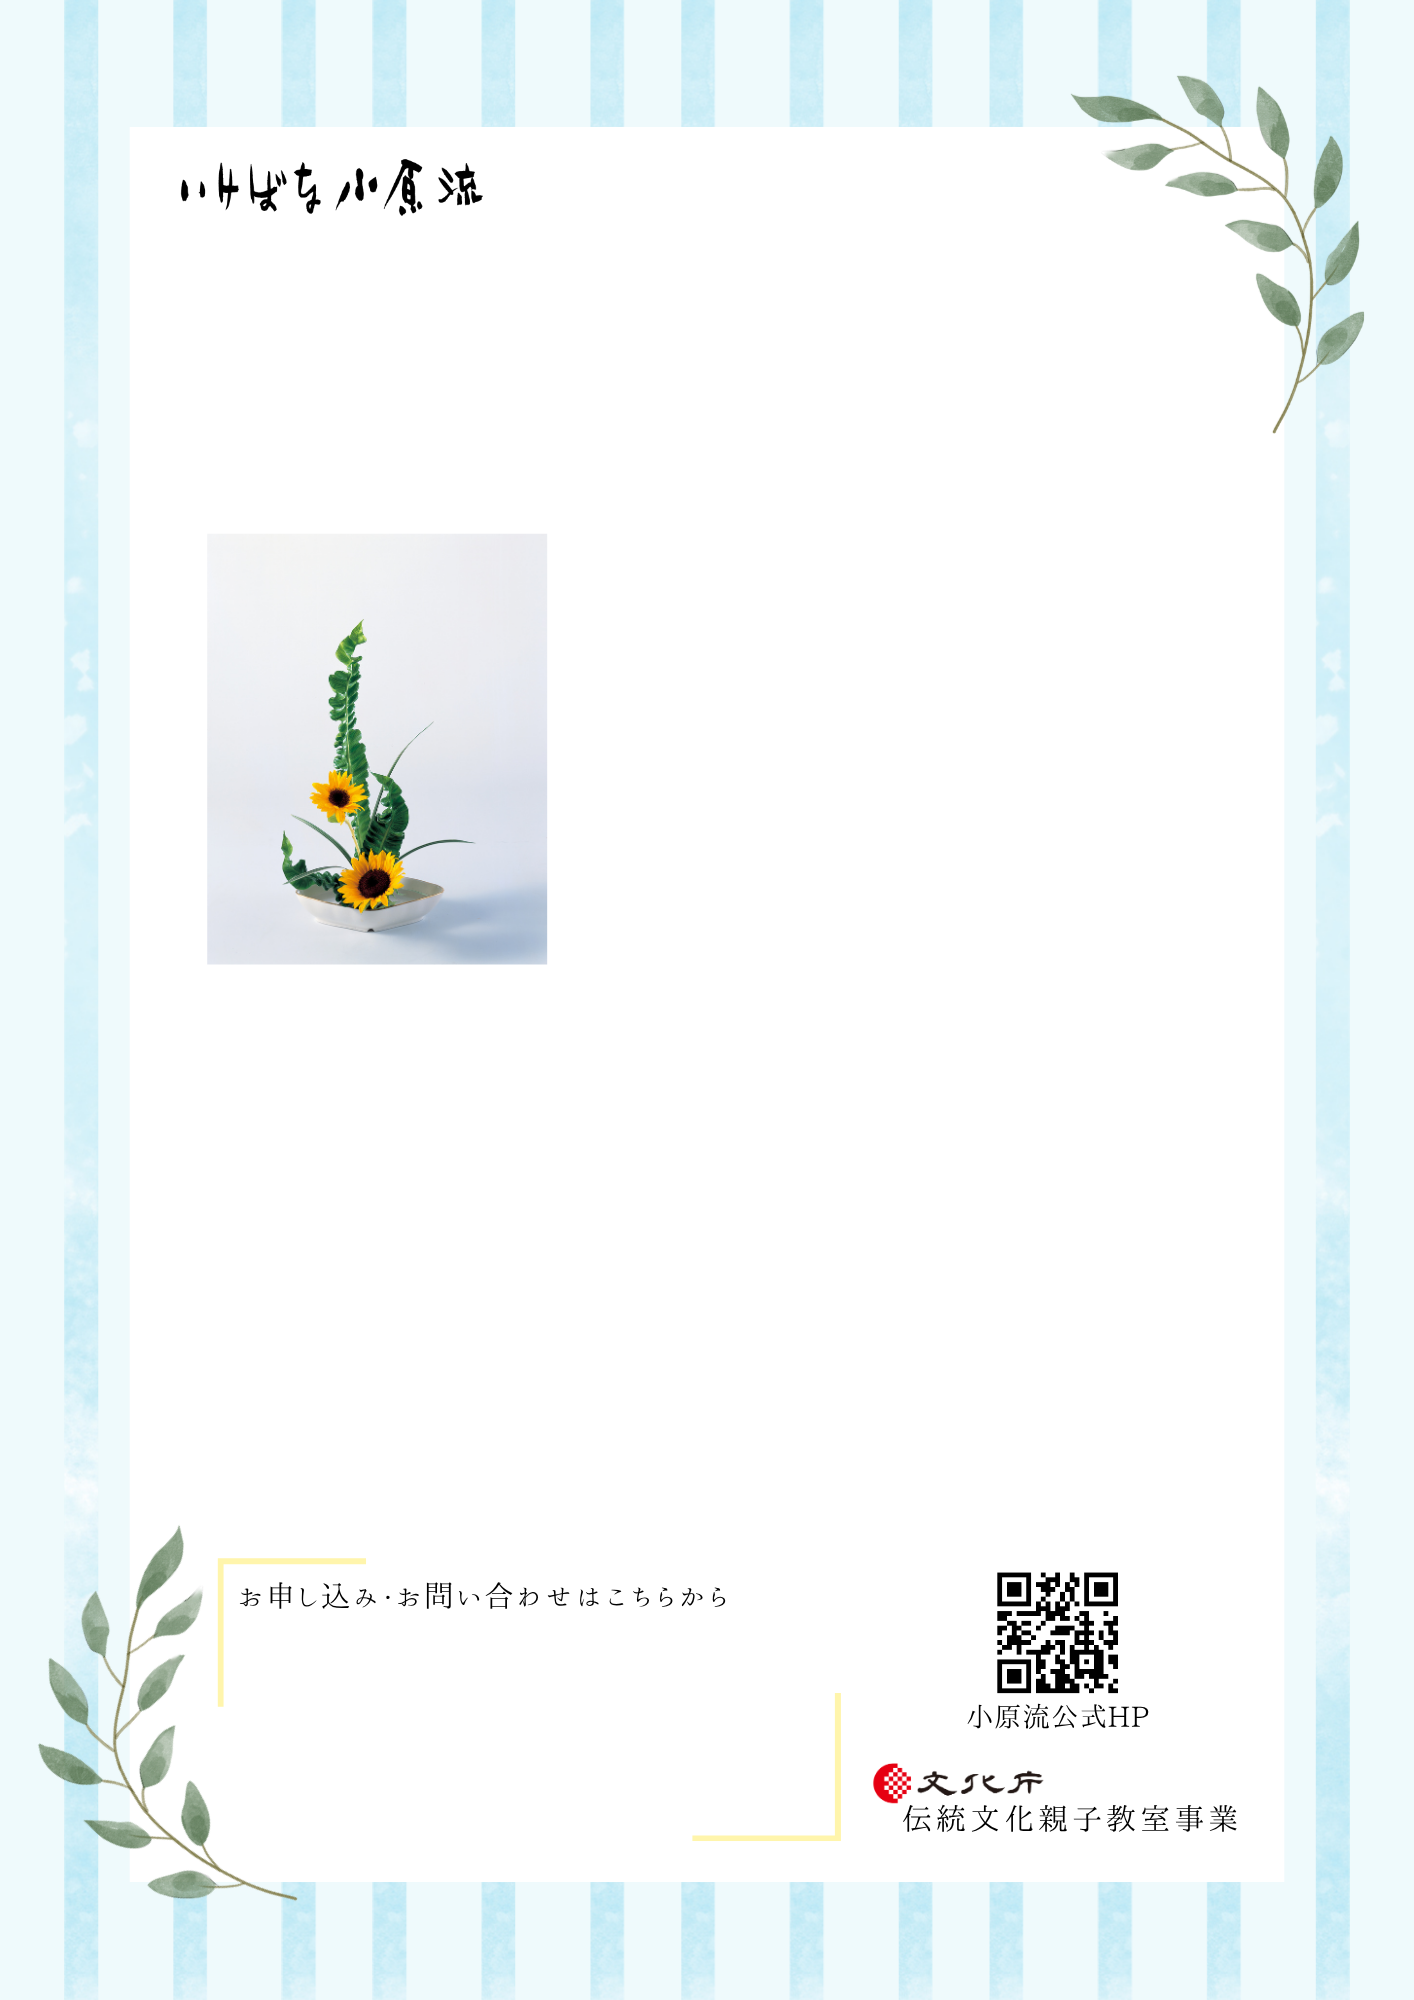 いけばな小原流
お申し込み・お問い合わせはこちらから
小原流公式HP
文化庁
伝統文化親子教室事業